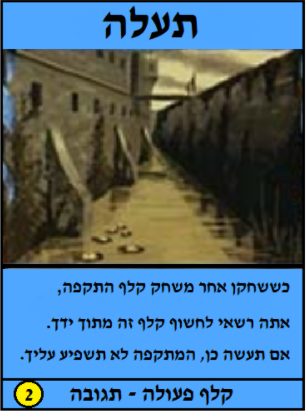 תעלה
כששחקן אחר משחק קלף התקפה,
אתה רשאי לחשוף קלף זה מתוך ידך.
אם תעשה כן, המתקפה לא תשפיע עליך.
קלף פעולה - תגובה
2